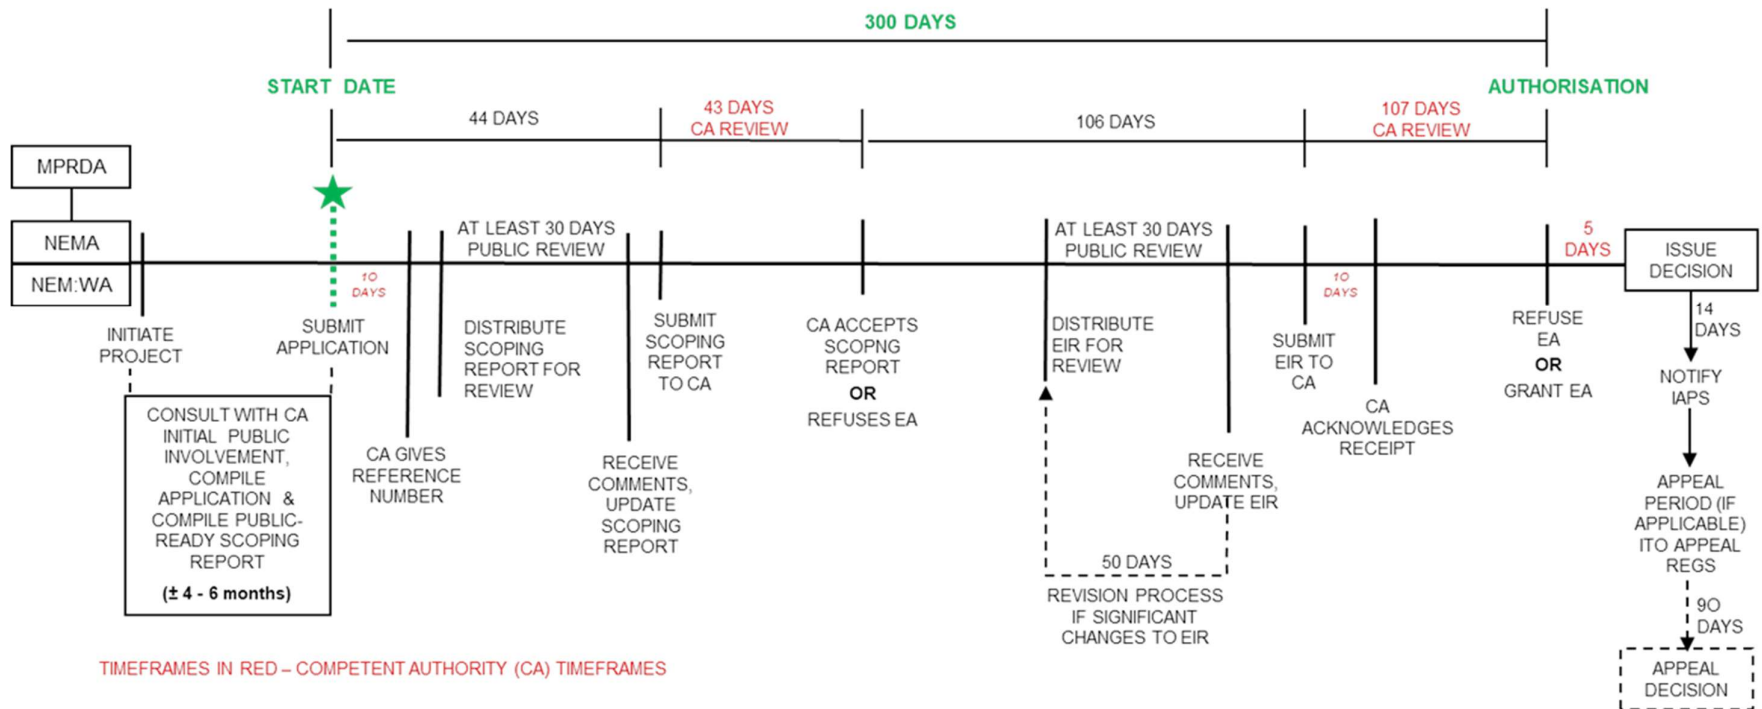 300 DAYS
START DATE
AUTHORISATION
44 DAYS
43 DAYS
CA REVIEW
106 DAYS
107 DAYS
CA REVIEW
MPRDA
NEMA
NEM:WA
10
DAYS
AT LEAST 30 DAYS
PUBLIC REVIEW
AT LEAST 30 DAYS
PUBLIC REVIEW
10
DAYS
5
DAYS
ISSUE
DECISION
INITIATE
PROJECT
SUBMIT
APPLICATION
CONSULT WITH CA
INITIAL PUBLIC
INVOLVEMENT,
COMPILE
APPLICATION &
COMPILE PUBLIC-
READY SCOPING
REPORT
(± 4 - 6 months)
CA GIVES
REFERENCE
NUMBER
DISTRIBUTE
SCOPING
REPORT FOR
REVIEW
RECEIVE
COMMENTS,
UPDATE
SCOPING
REPORT
SUBMIT
SCOPING
REPORT
TO CA
CA ACCEPTS
SCOPNG
REPORT
OR
REFUSES EA
DISTRIBUTE
EIR FOR
REVIEW
RECEIVE
COMMENTS,
UPDATE EIR
50 DAYS
REVISION PROCESS
IF SIGNIFICANT
CHANGES TO EIR
SUBMIT
EIR TO
CA
CA
ACKNOWLEDGES
RECEIPT
REFUSE
EA
OR
GRANT EA
14
DAYS
NOTIFY
IAPS
APPEAL
PERIOD (IF
APPLICABLE)
ITO APPEAL
REGS
90
DAYS
APPEAL
DECISION
TIMEFRAMES IN RED – COMPETENT AUTHORITY (CA) TIMEFRAMES